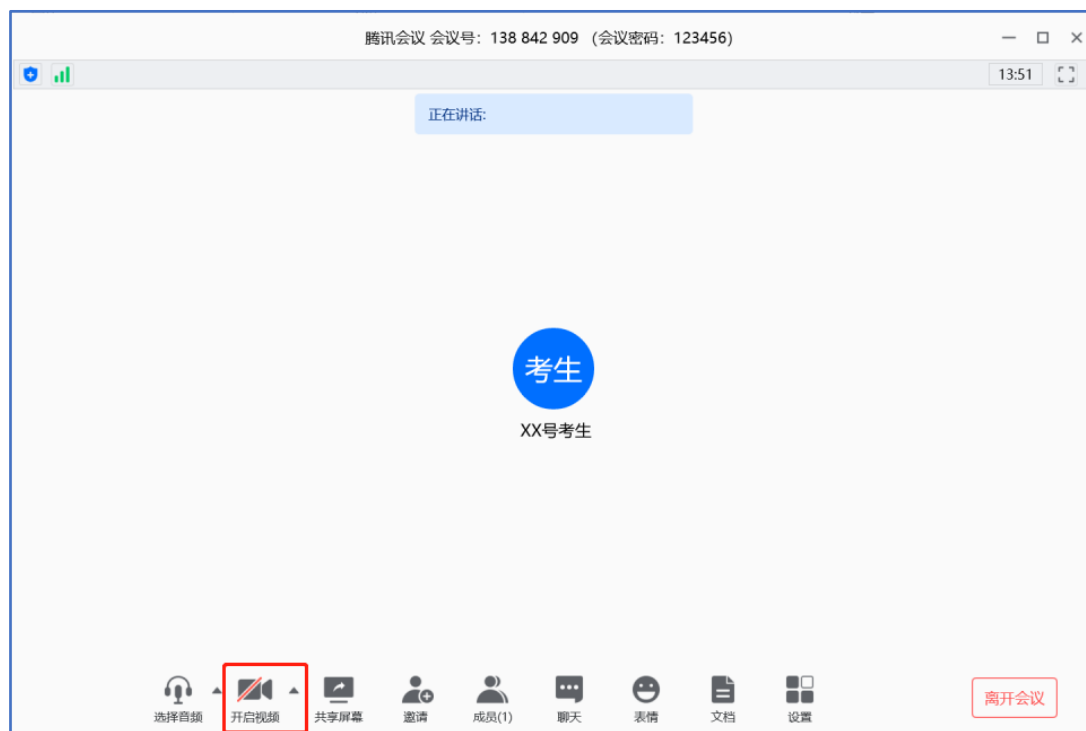 腾讯会议 会议号：138 842 909 （会议密码：123456)
13:51
正在讲话:
考生
XX号考生
选择音频
开启视频
共享屏幕
邀请
成员(1)
聊天
表情
文档
设置
离开会议